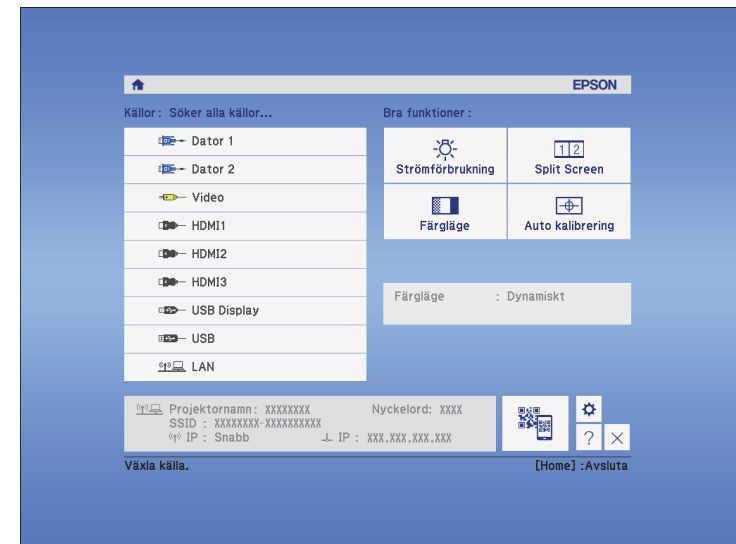 EPSON
Källor: Söker alla källor...
Dator 1
Dator 2
Video
HDMI1
HDMI2
HDMI3
USB Display
USB
LAN
Bra funktioner:
Strömförbrukning
1 2
Split Screen
Färgläge
Auto kalibrering
Färgläge : Dynamiskt
Projektornamn: XXXXXXXX Nyckelord: XXXX
SSID : XXXXXXXX-XXXXXXXXXX
IP : Snabb IP : XXX.XXX.XXX.XXX
?
Växla källa. [Home] :Avsluta